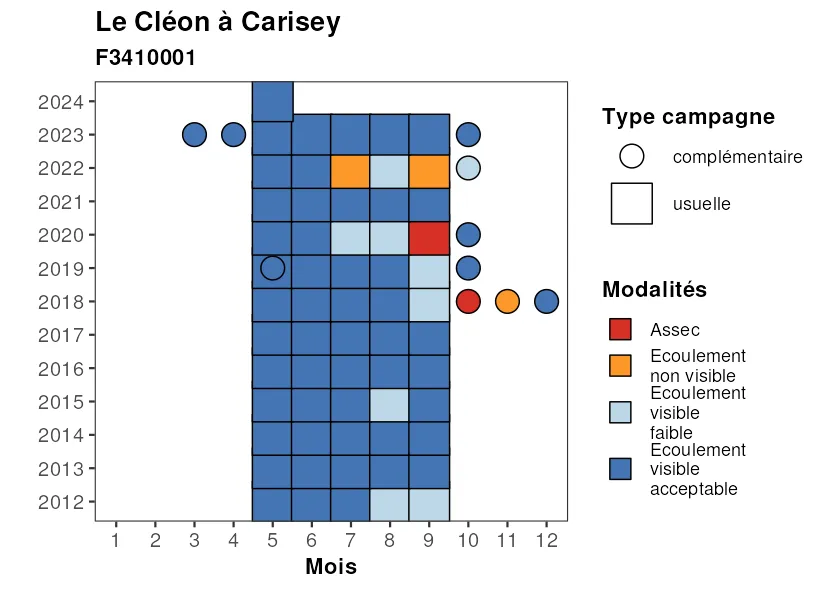 Le Cléon à Carisey
F3410001
2024
2023
2022
2021
2020
2019
2018
2017
2016
2015
2014
2013
2012
1 2 3 4 5 6 7 8 9 10 11 12
Mois
Type campagne
complémentaire
usuelle
Modalités
Assec
Ecoulement
non visible
Ecoulement
visible
faible
Ecoulement
visible
acceptable